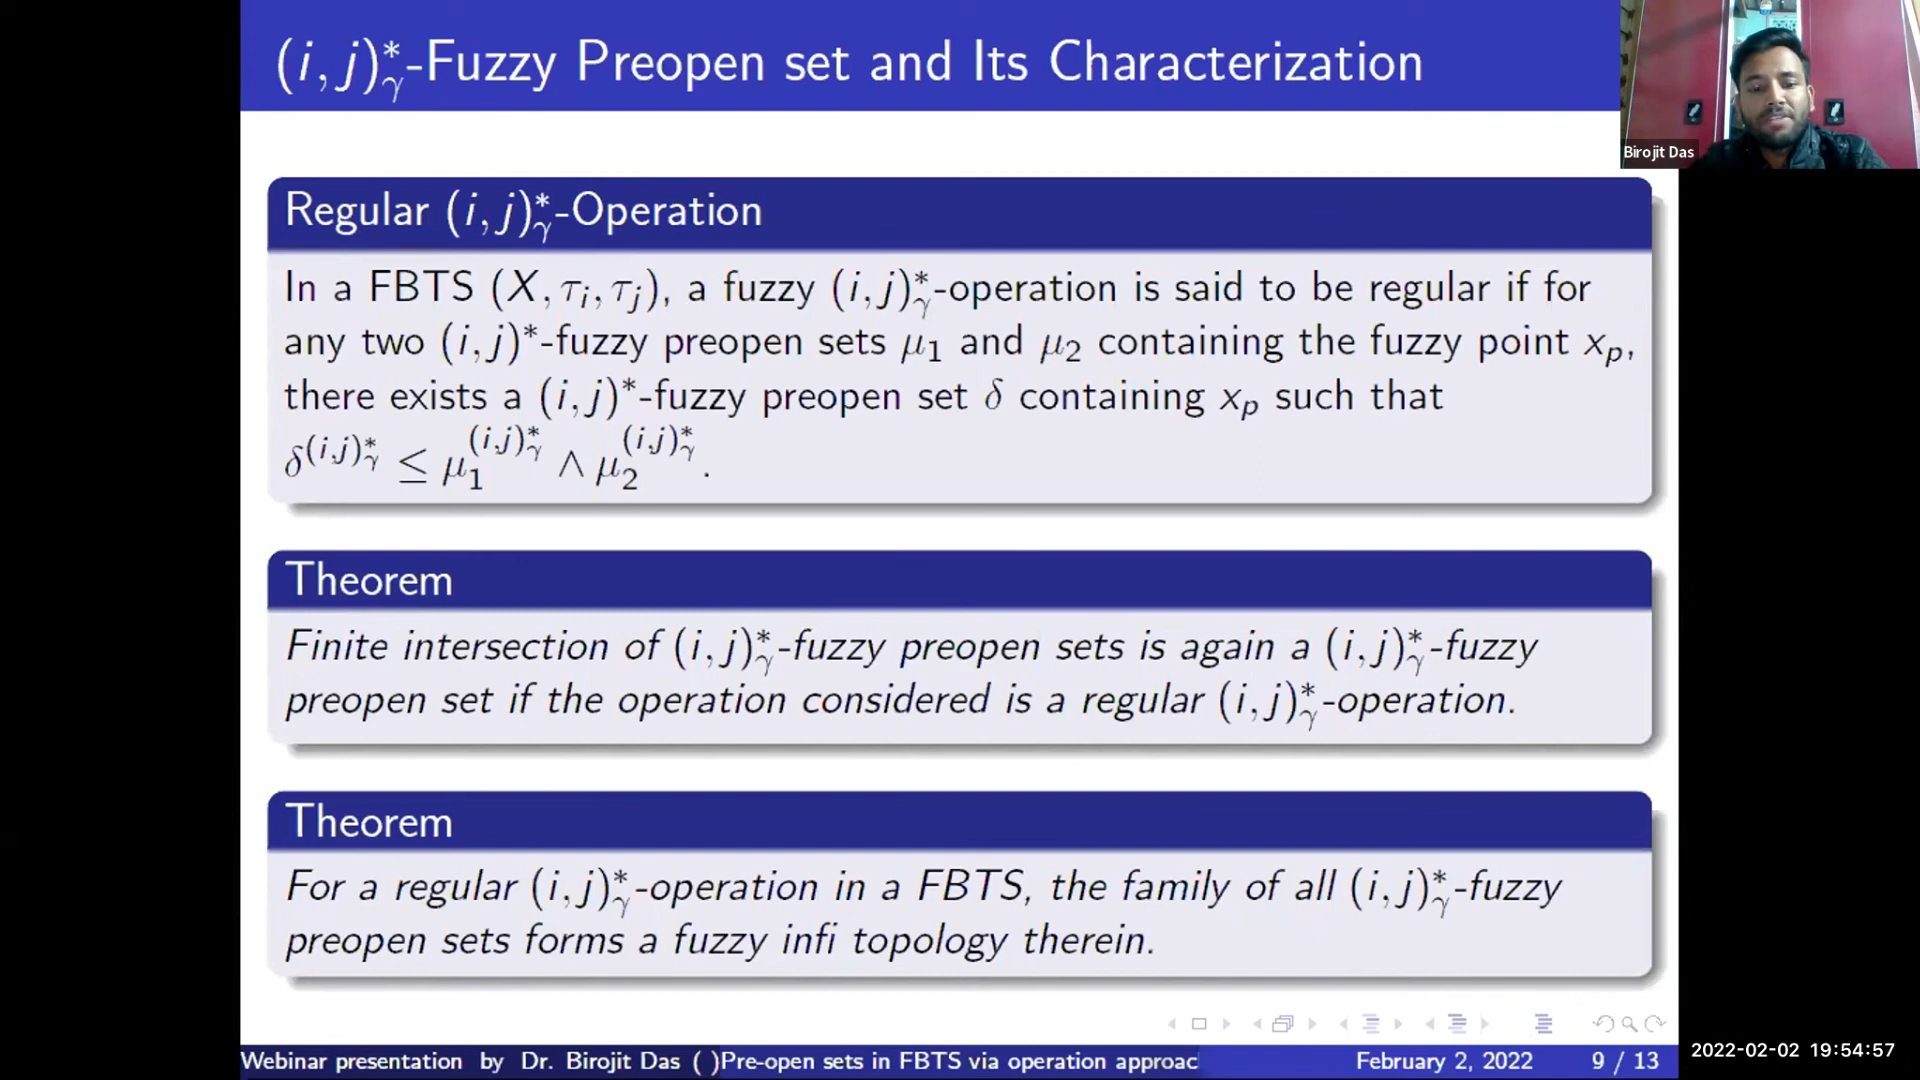 (i, j)*γ-Fuzzy Preopen set and Its Characterization
Birojit Das
Regular (i, j)*γ-Operation
In a FBTS (X, τi, τj), a fuzzy (i, j)*γ-operation is said to be regular if for
any two (i, j)*-fuzzy preopen sets μ1 and μ2 containing the fuzzy point xp,
there exists a (i, j)*-fuzzy preopen set δ containing xp such that
δ^(i,j)*γ ≤ μ1^(i,j)*γ ∧ μ2^(i,j)*γ.
Theorem
Finite intersection of (i, j)*γ-fuzzy preopen sets is again a (i, j)*γ-fuzzy
preopen set if the operation considered is a regular (i, j)*γ-operation.
Theorem
For a regular (i, j)*γ-operation in a FBTS, the family of all (i, j)*γ-fuzzy
preopen sets forms a fuzzy infi topology therein.
Webinar presentation by Dr. Birojit Das ( ) Pre-open sets in FBTS via operation approac February 2, 2022 9 / 13
2022-02-02 19:54:57